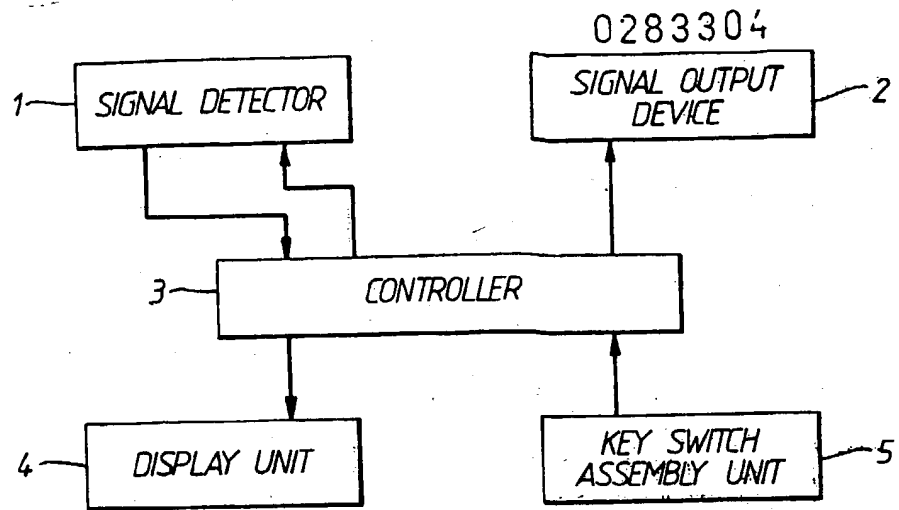 0283304
1
SIGNAL DETECTOR
SIGNAL OUTPUT
DEVICE
2
3
CONTROLLER
4
DISPLAY UNIT
KEY SWITCH
ASSEMBLY UNIT
5